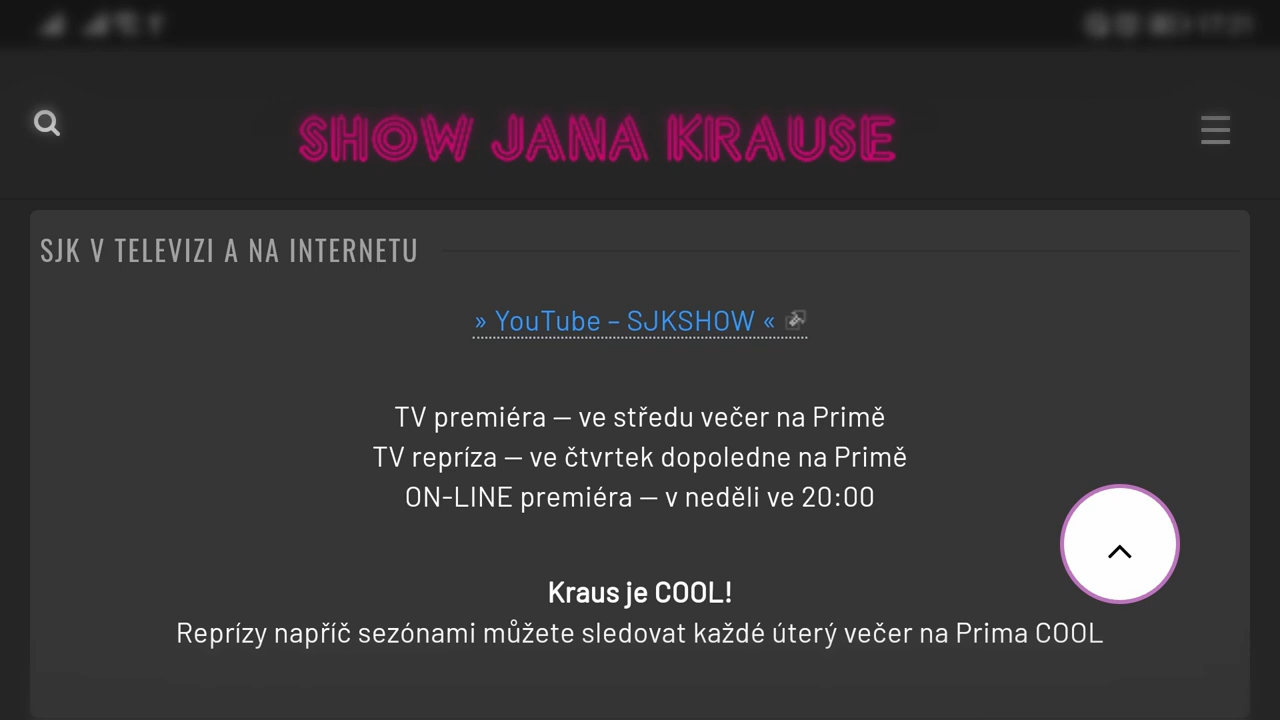 SHOW JANA KRAUSE
SJK V TELEVIZI A NA INTERNETU
» YouTube – SJKSHOW «
TV premiéra — ve středu večer na Primě
TV repríza — ve čtvrtek dopoledne na Primě
ON-LINE premiéra — v neděli ve 20:00
Kraus je COOL!
Reprízy napříč sezónami můžete sledovat každé úterý večer na Prima COOL